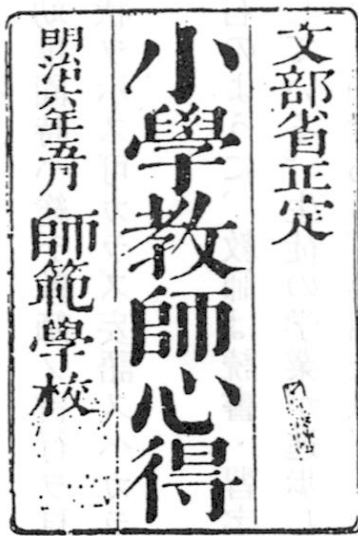 文部省正定
小學教師心得
明治六年五月 師範學校